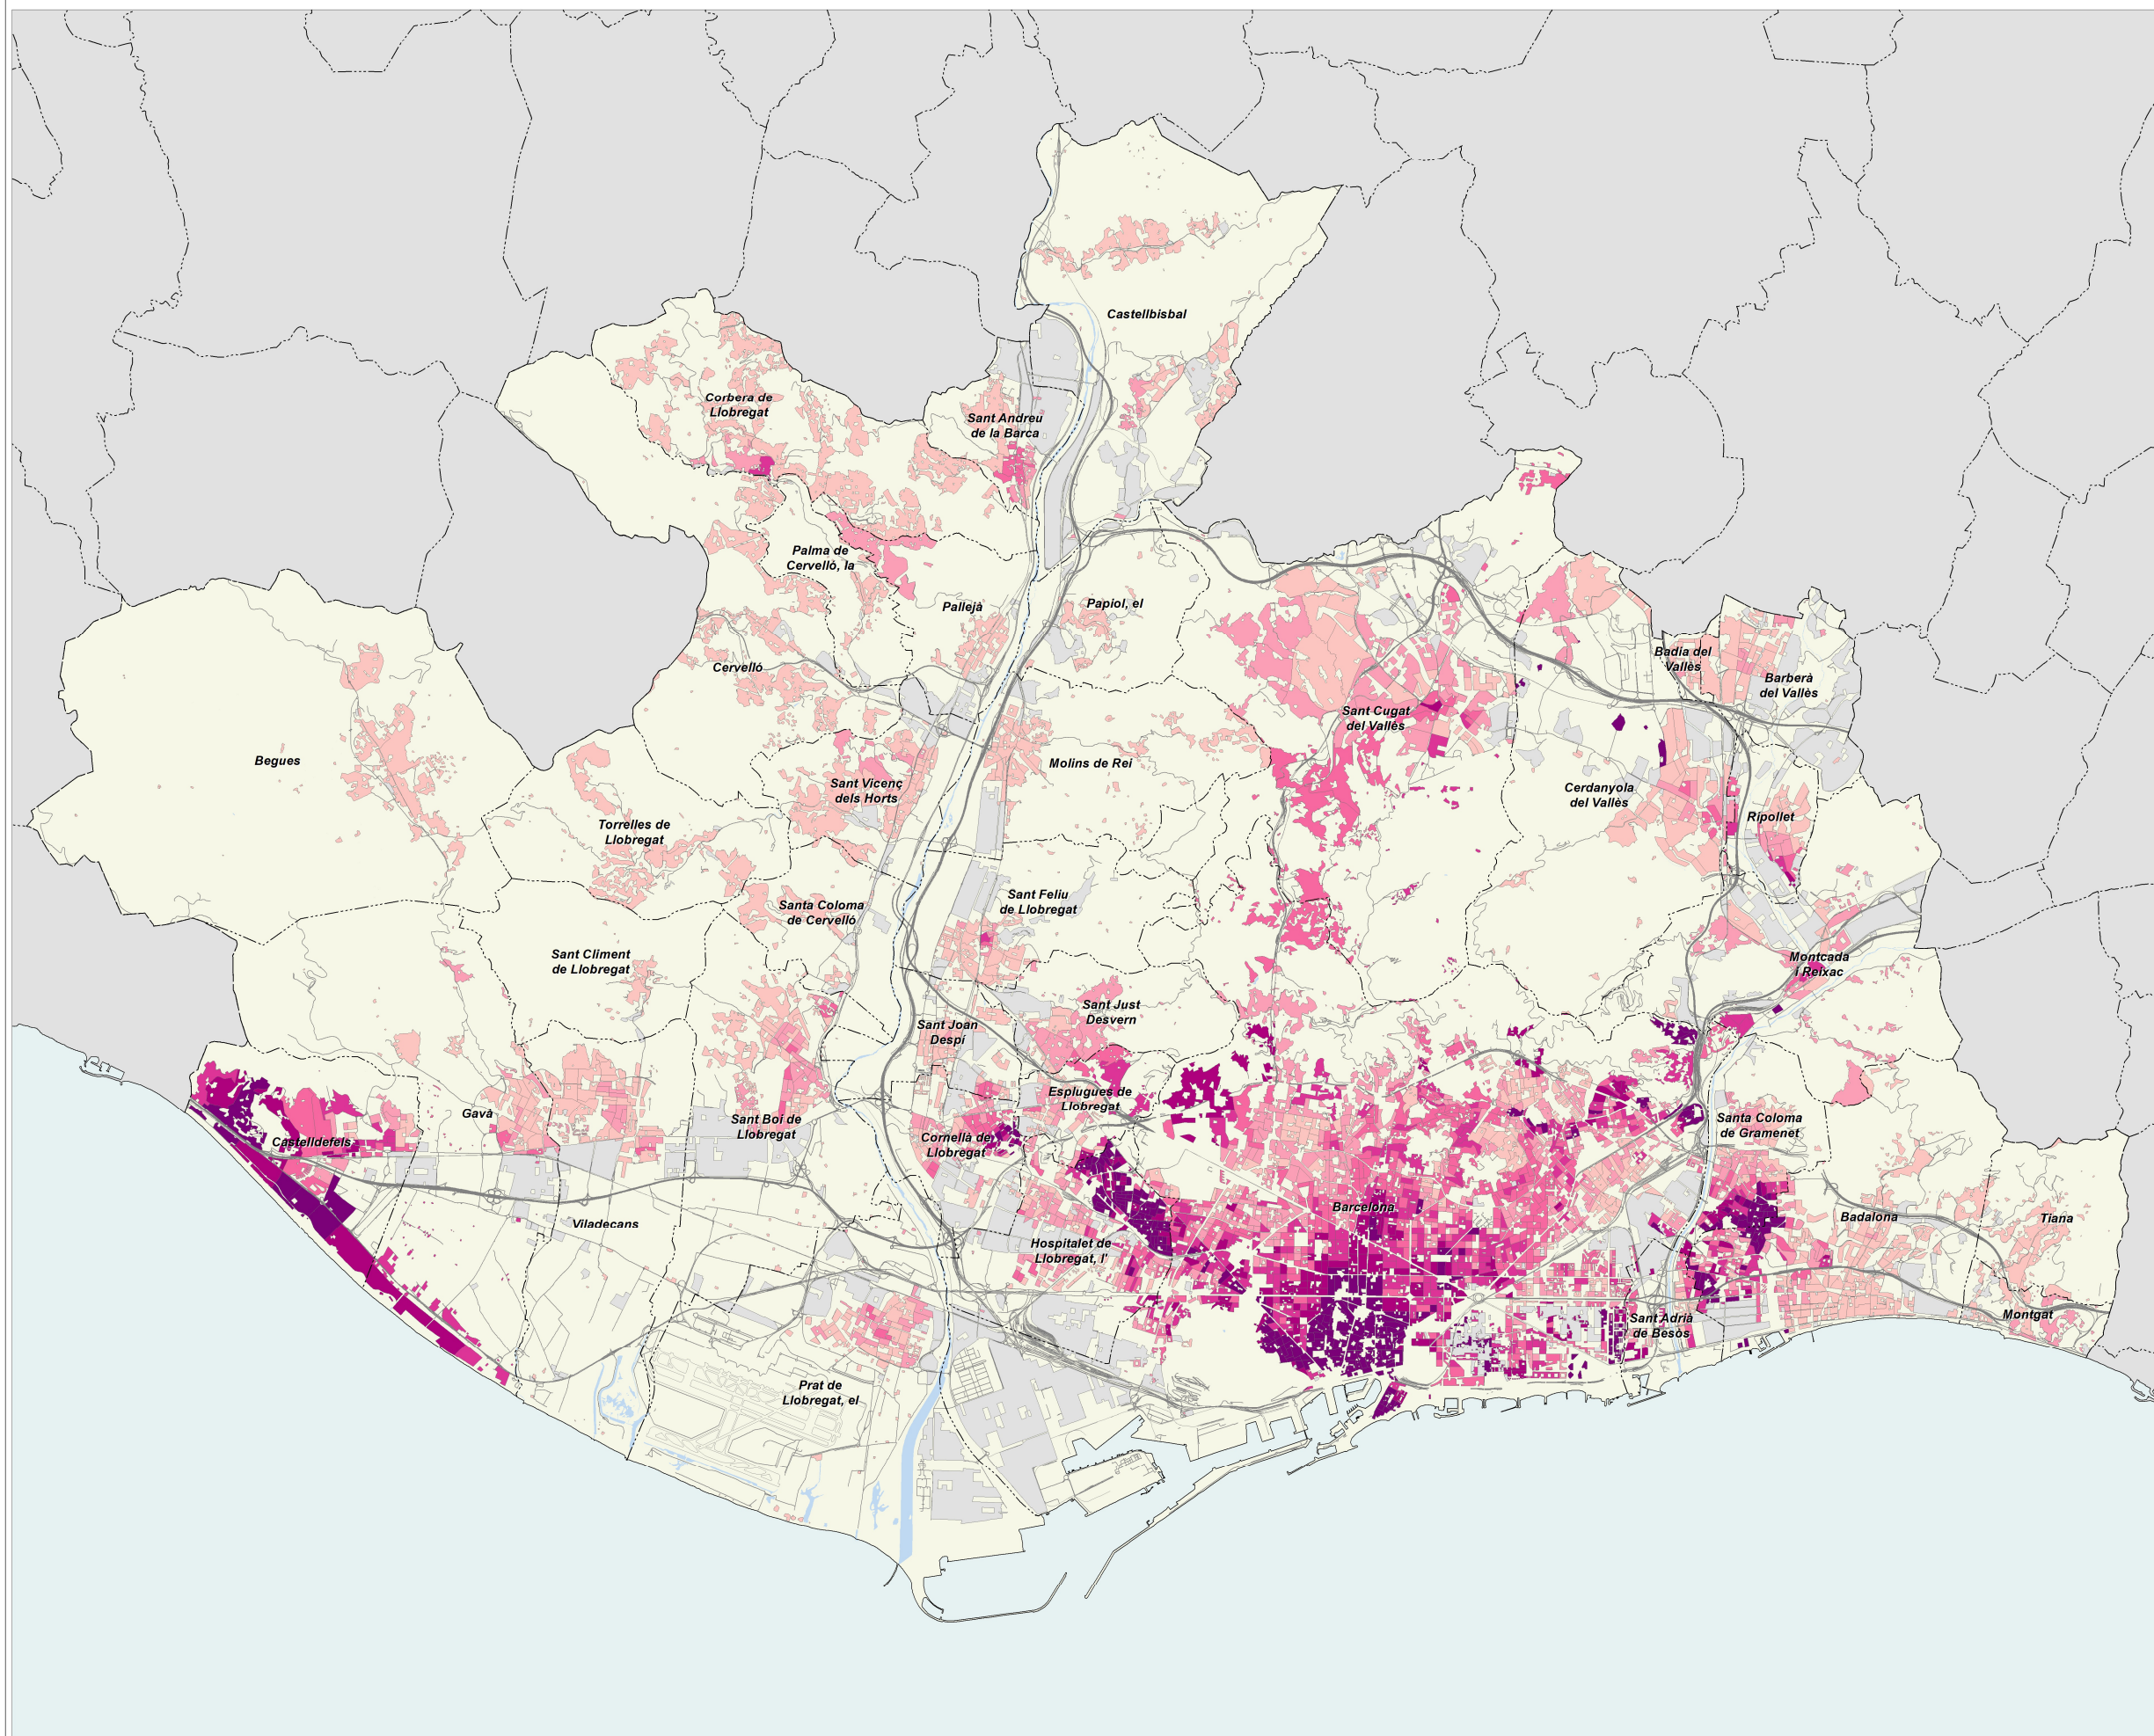 Castellbisbal
Corbera de
Llobregat
Sant Andreu
de la Barca
Palma de
Cervelló, la
Pallejà
Papiol, el
Cervelló
Badia del
Vallès
Barberà
del Vallès
Sant Cugat
del Vallès
Begues
Molins de Rei
Sant Vicenç
dels Horts
Cerdanyola
del Vallès
Ripollet
Torrelles de
Llobregat
Sant Feliu
de Llobregat
Santa Coloma
de Cervelló
Sant Climent
de Llobregat
Montcada
i Reixac
Sant Just
Desvern
Sant Joan
Despí
Esplugues de
Llobregat
Gavà
Castelldefels
Sant Boi de
Llobregat
Cornellà de
Llobregat
Santa Coloma
de Gramenet
Viladecans
Barcelona
Badalona
Tiana
Hospitalet de
Llobregat, l'
Sant Adrià
de Besòs
Montgat
Prat de
Llobregat, el